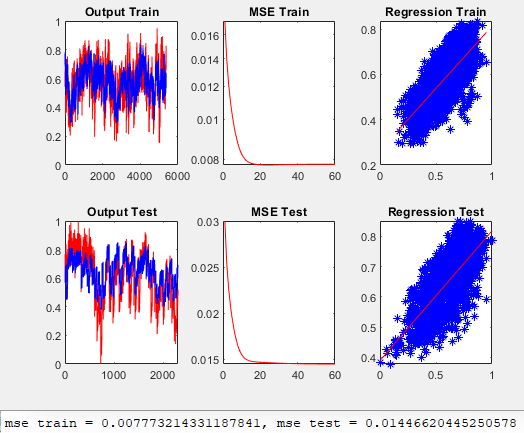 Output Train
MSE Train
Regression Train
1
0.8
0.6
0.4
0.2
0
0 2000 4000 6000
0.016
0.014
0.012
0.01
0.008
0 20 40 60
0.8
0.6
0.4
0.2
0 0.5 1
Output Test
MSE Test
Regression Test
1
0.8
0.6
0.4
0.2
0
0 1000 2000
0.03
0.025
0.02
0.015
0 20 40 60
0.8
0.7
0.6
0.5
0.4
0 0.5 1
mse train = 0.007773214331187841, mse test = 0.01446620445250578